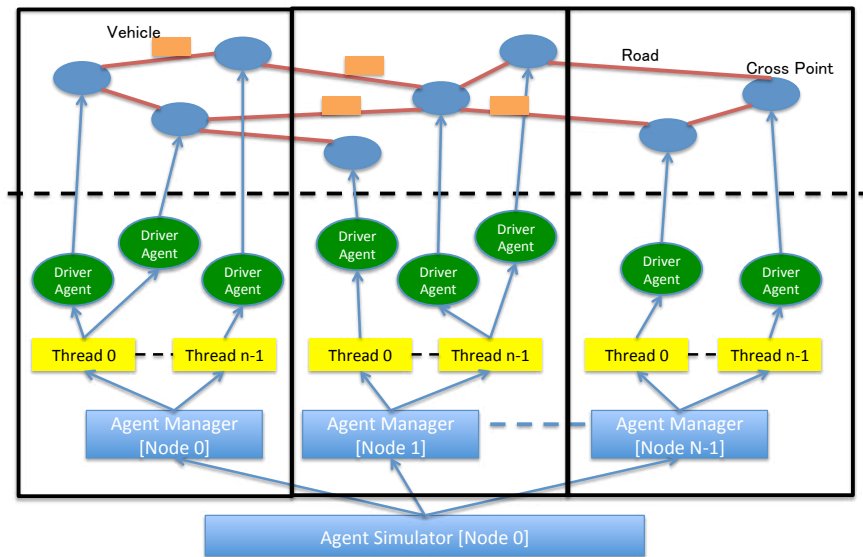 Vehicle
Road
Cross Point
Driver
Agent
Driver
Agent
Driver
Agent
Driver
Agent
Driver
Agent
Driver
Agent
Driver
Agent
Driver
Agent
Thread 0
Thread n-1
Thread 0
Thread n-1
Thread 0
Thread n-1
Agent Manager
[Node 0]
Agent Manager
[Node 1]
Agent Manager
[Node N-1]
Agent Simulator [Node 0]